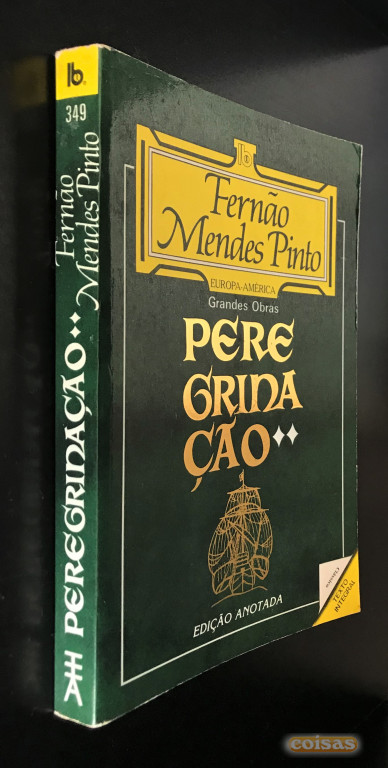 lb
349
Fernão
Mendes Pinto
PEREGRINAÇÃO
lb
Fernão
Mendes Pinto
EUROPA-AMÉRICA
Grandes Obras
PERE
GRINA
ÇÃO
EDIÇÃO ANOTADA
TEXTO
INTEGRAL
coisas